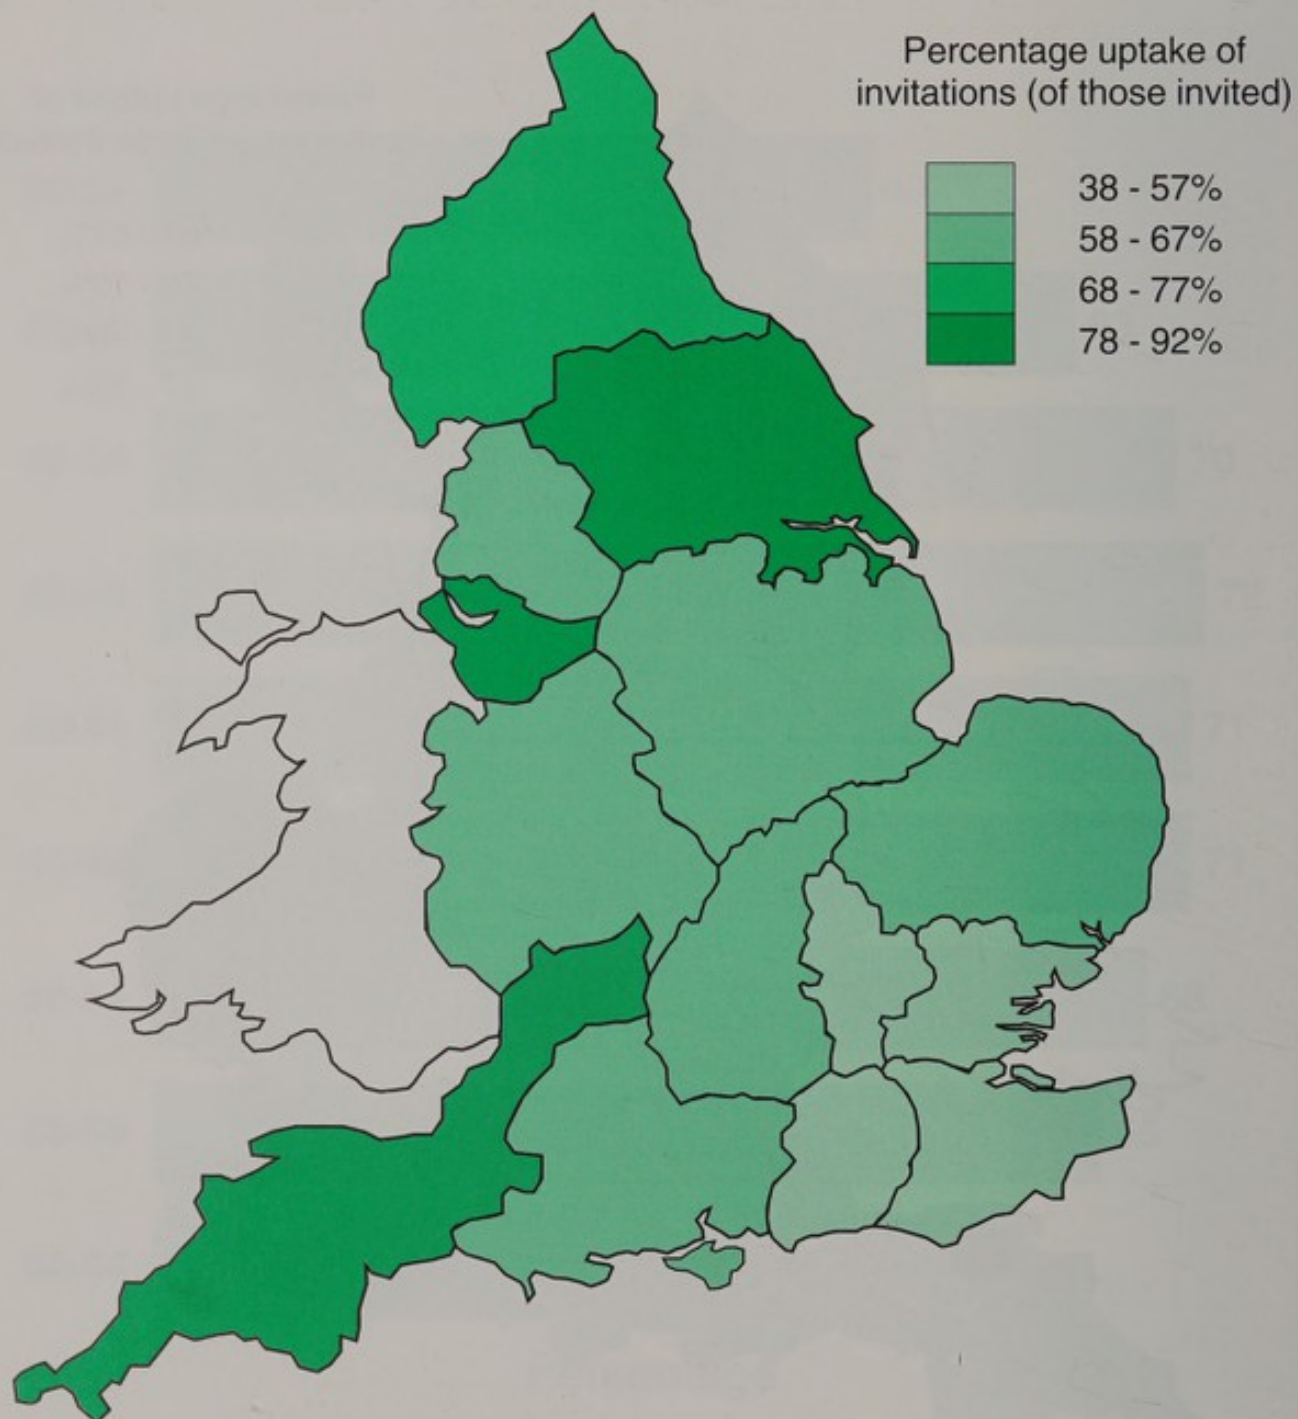 Percentage uptake of
invitations (of those invited)
38 - 57%
58 - 67%
68 - 77%
78 - 92%